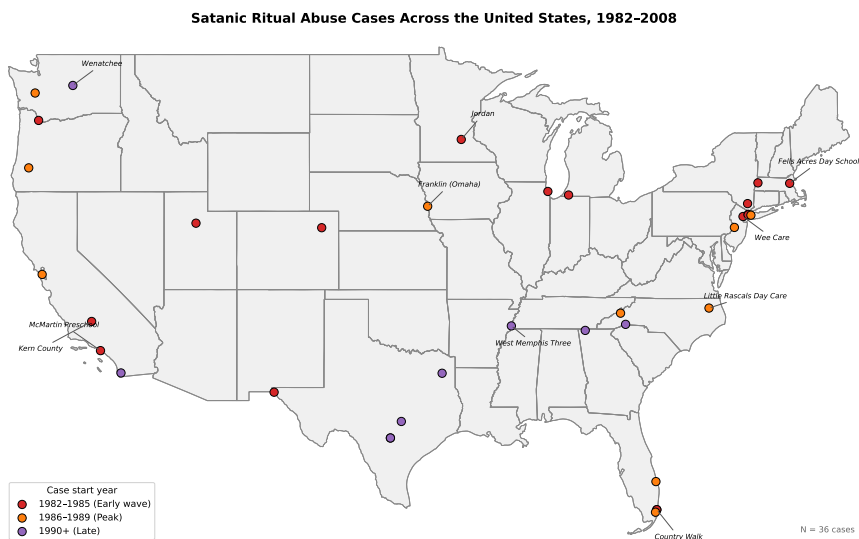 Satanic Ritual Abuse Cases Across the United States, 1982–2008
Wenatchee
Jordan
Fells Acres Day School
Franklin (Omaha)
Wee Care
Little Rascals Day Care
McMartin Preschool
West Memphis Three
Kern County
Country Walk
Case start year
1982–1985 (Early wave)
1986–1989 (Peak)
1990+ (Late)
N = 36 cases